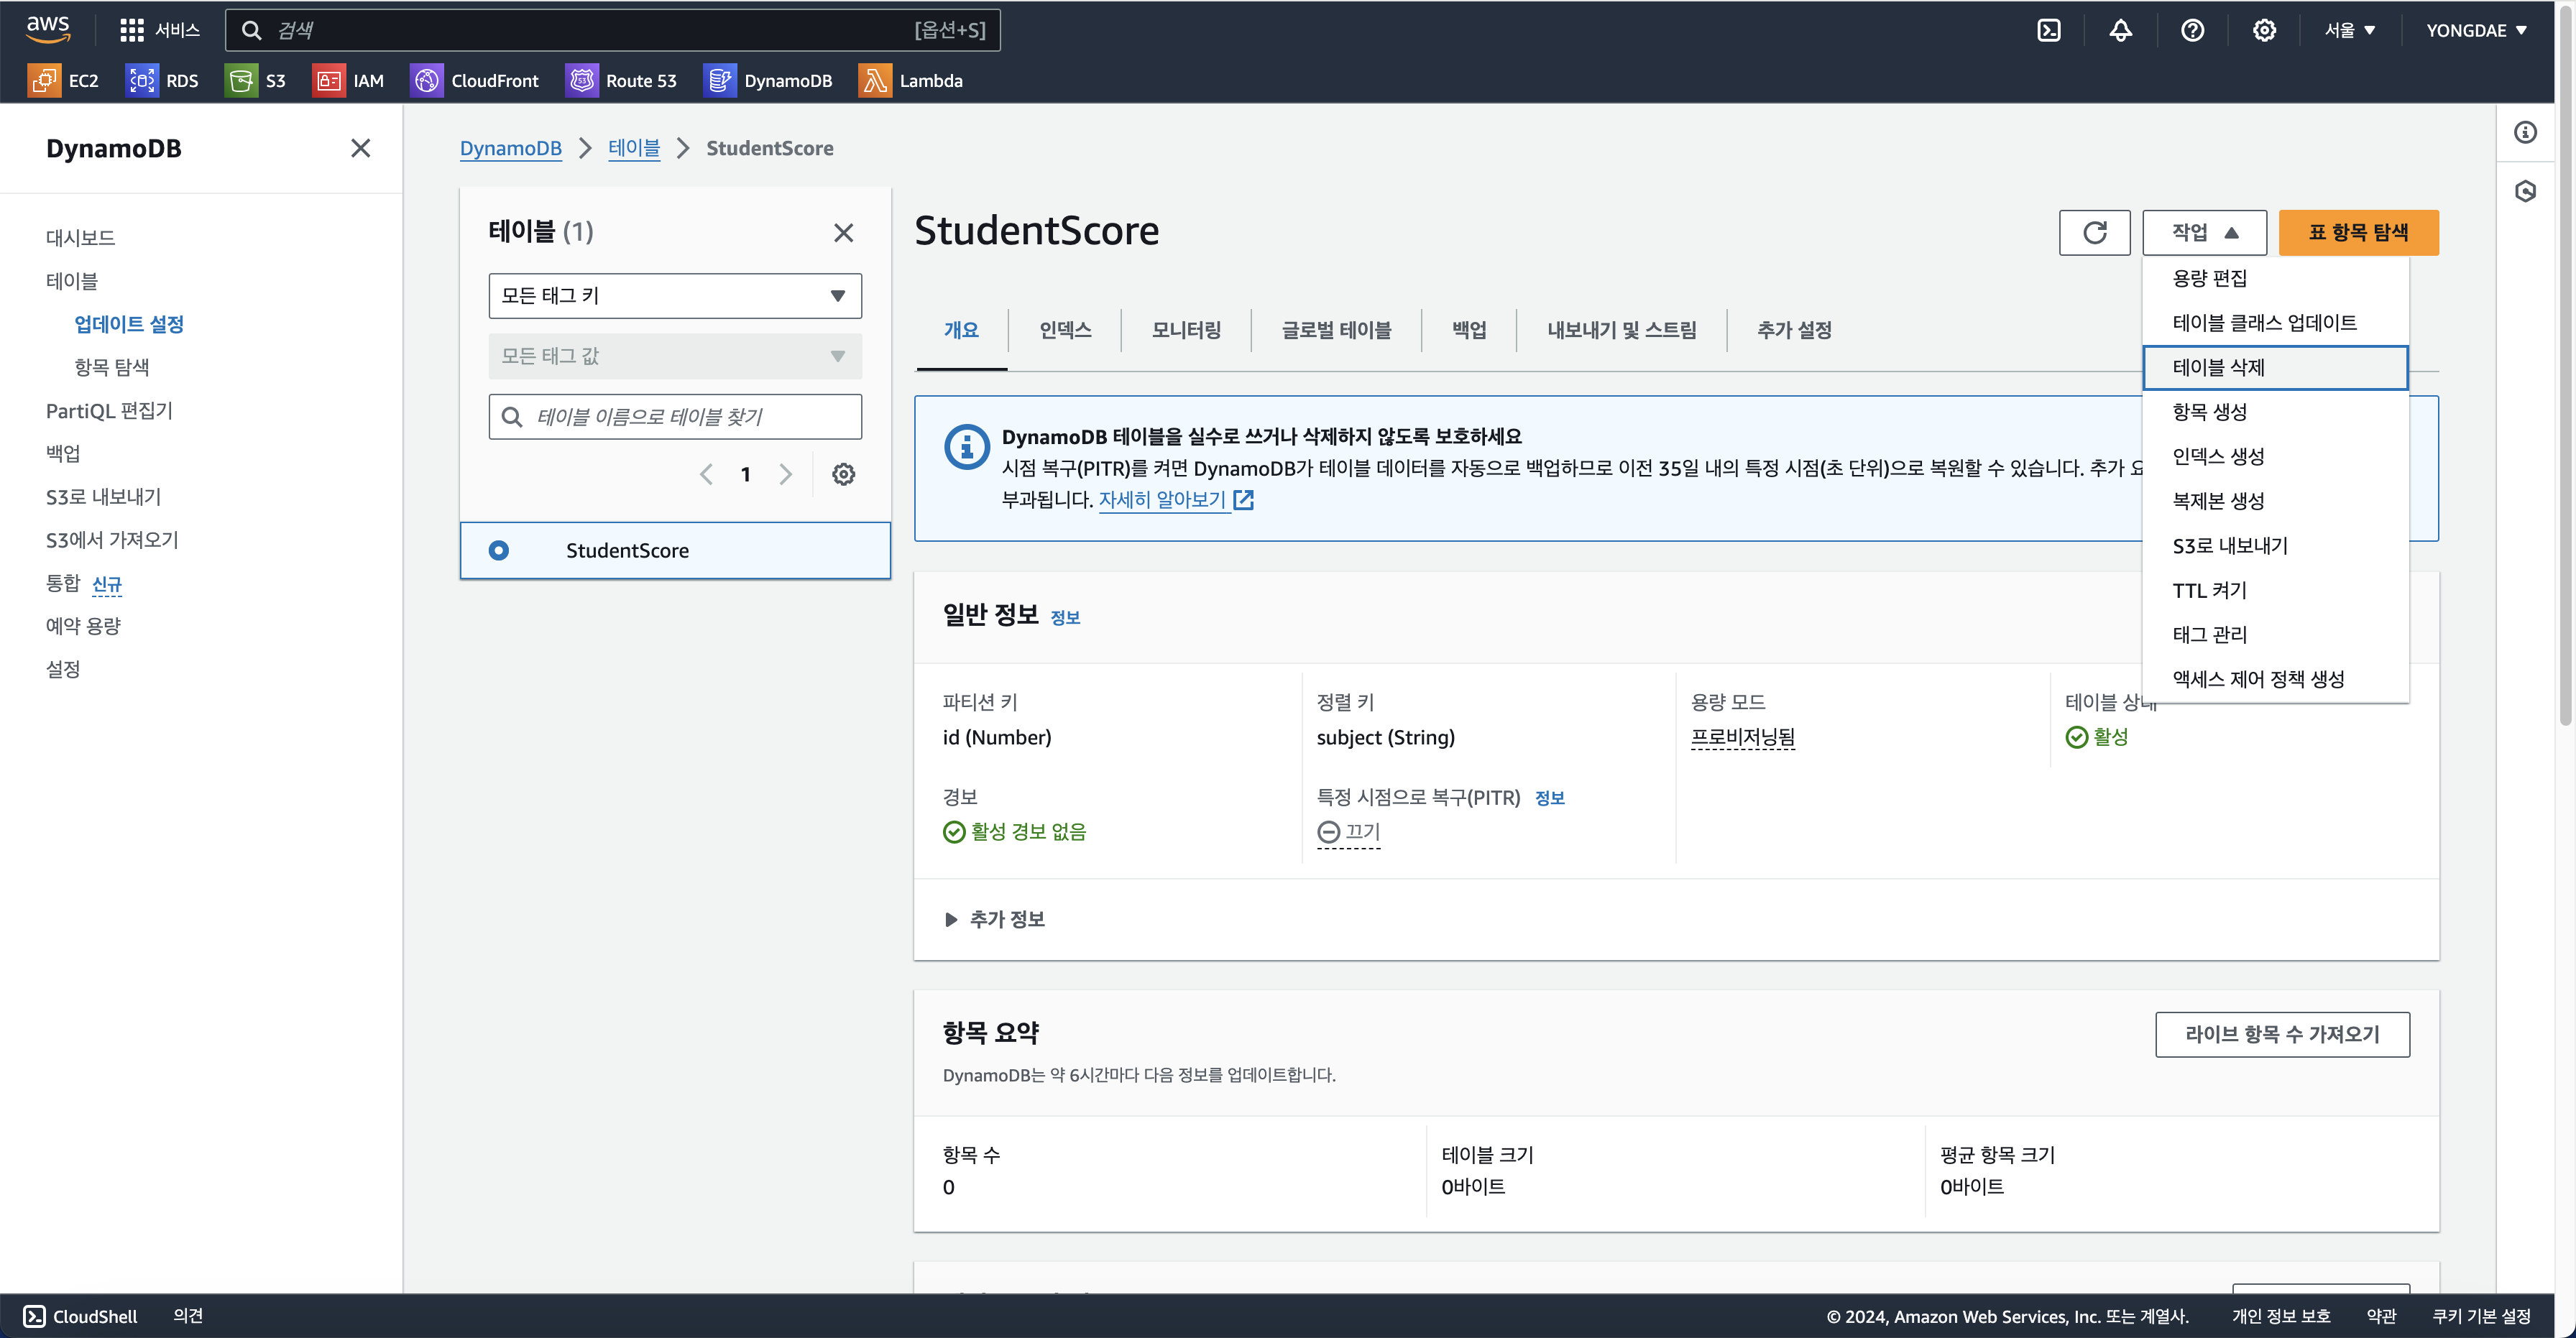 aws
서비스
검색
[옵션+S]
서울
YONGDAE
EC2
RDS
S3
IAM
CloudFront
Route 53
DynamoDB
Lambda
DynamoDB
대시보드
테이블
업데이트 설정
항목 탐색
PartiQL 편집기
백업
S3로 내보내기
S3에서 가져오기
통합 신규
예약 용량
설정
DynamoDB > 테이블 > StudentScore
테이블 (1)
모든 태그 키
모든 태그 값
테이블 이름으로 테이블 찾기
1
StudentScore
StudentScore
작업
표 항목 탐색
용량 편집
테이블 클래스 업데이트
테이블 삭제
항목 생성
인덱스 생성
복제본 생성
S3로 내보내기
TTL 켜기
태그 관리
액세스 제어 정책 생성
개요
인덱스
모니터링
글로벌 테이블
백업
내보내기 및 스트림
추가 설정
DynamoDB 테이블을 실수로 쓰거나 삭제하지 않도록 보호하세요
시점 복구(PITR)를 켜면 DynamoDB가 테이블 데이터를 자동으로 백업하므로 이전 35일 내의 특정 시점(초 단위)으로 복원할 수 있습니다. 추가
부과됩니다. 자세히 알아보기
일반 정보 정보
파티션 키
id (Number)
정렬 키
subject (String)
용량 모드
프로비저닝됨
테이블 상태
활성
경보
활성 경보 없음
특정 시점으로 복구(PITR) 정보
끄기
추가 정보
항목 요약
라이브 항목 수 가져오기
DynamoDB는 약 6시간마다 다음 정보를 업데이트합니다.
항목 수
0
테이블 크기
0바이트
평균 항목 크기
0바이트
CloudShell
의견
© 2024, Amazon Web Services, Inc. 또는 계열사.
개인 정보 보호
약관
쿠키 기본 설정